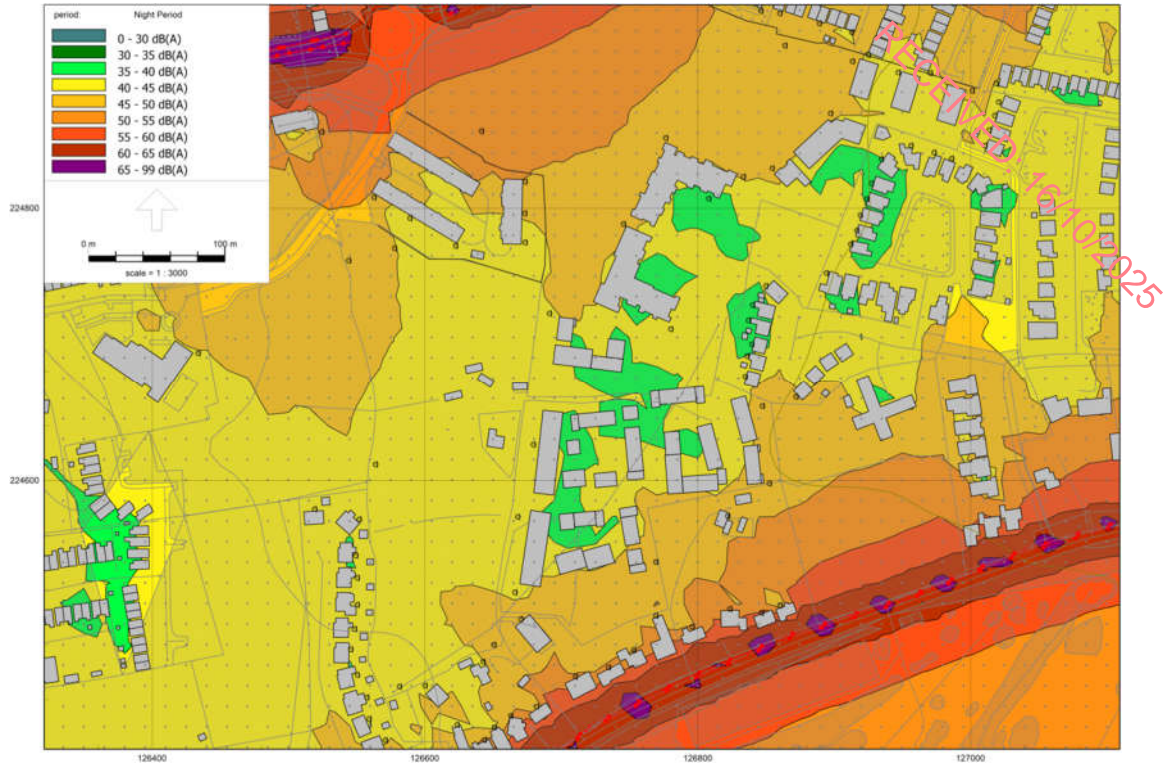 period: Night Period
0 - 30 dB(A)
30 - 35 dB(A)
35 - 40 dB(A)
40 - 45 dB(A)
45 - 50 dB(A)
50 - 55 dB(A)
55 - 60 dB(A)
60 - 65 dB(A)
65 - 99 dB(A)
0 m 100 m
scale = 1 : 3000
RECEIVED: 16/10/2025
224800
224600
126400 126600 126800 127000